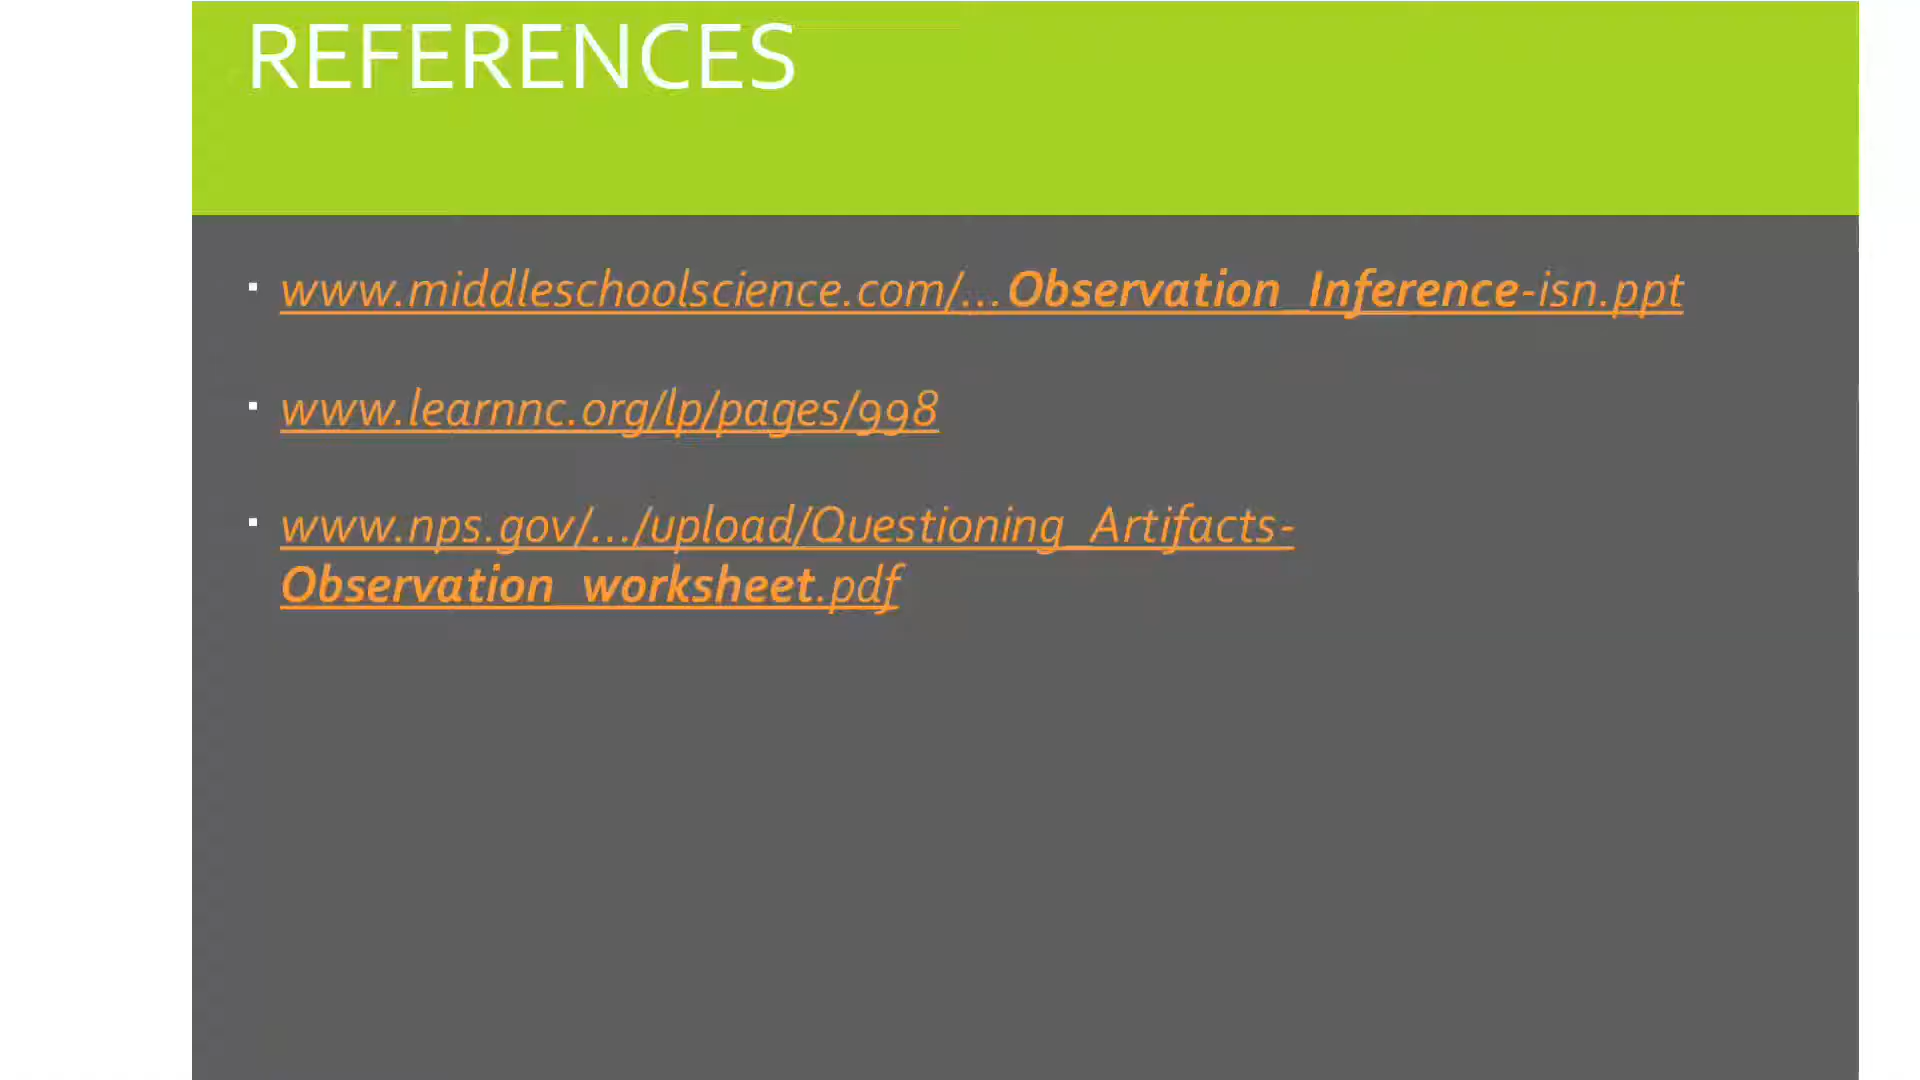 REFERENCES
www.middleschoolscience.com/...Observation_Inference-isn.ppt
www.learnnc.org/lp/pages/998
www.nps.gov/.../upload/Questioning_Artifacts-
Observation_worksheet.pdf